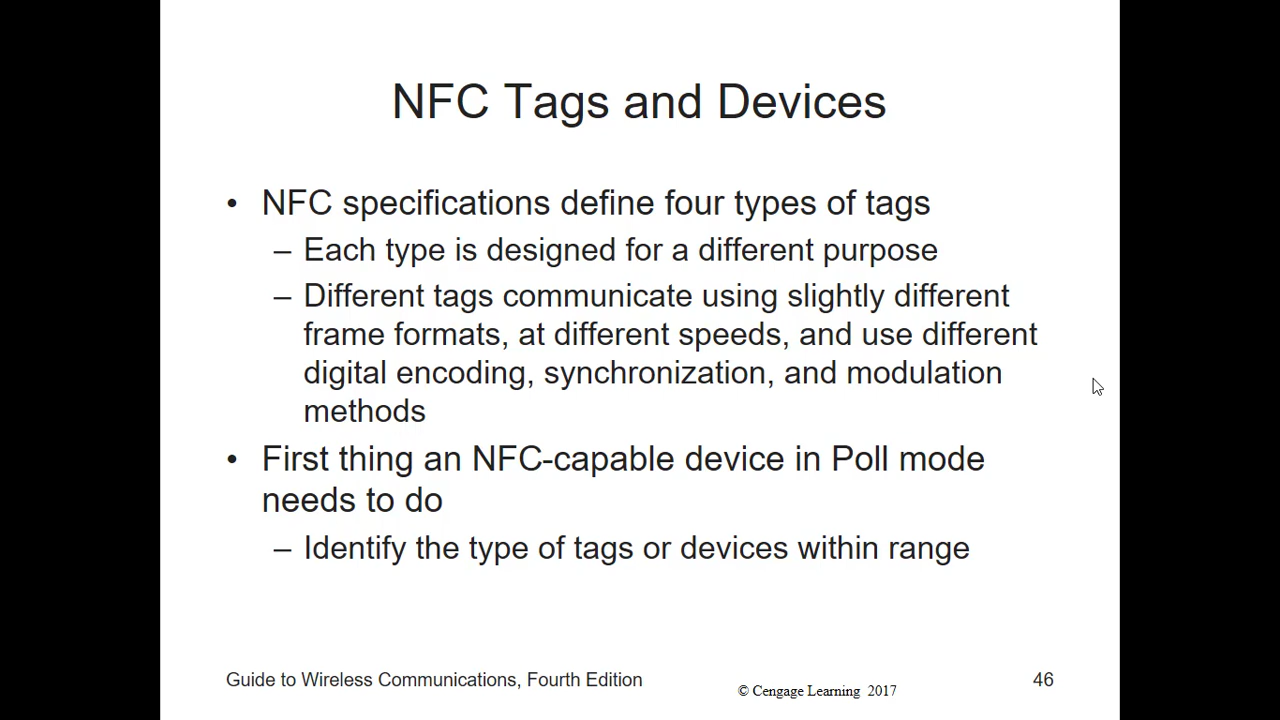 NFC Tags and Devices
• NFC specifications define four types of tags
– Each type is designed for a different purpose
– Different tags communicate using slightly different
frame formats, at different speeds, and use different
digital encoding, synchronization, and modulation
methods
• First thing an NFC-capable device in Poll mode
needs to do
– Identify the type of tags or devices within range
Guide to Wireless Communications, Fourth Edition
© Cengage Learning 2017
46